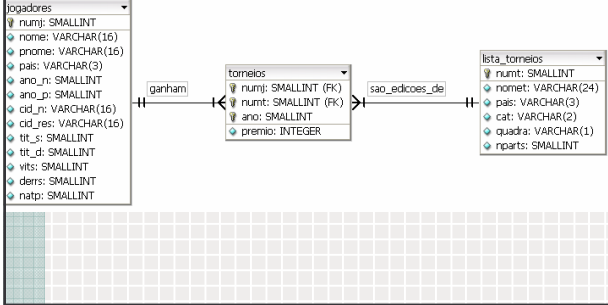 jogadores
numj: SMALLINT
nome: VARCHAR(16)
pnome: VARCHAR(16)
pais: VARCHAR(3)
ano_n: SMALLINT
ano_p: SMALLINT
cid_n: VARCHAR(16)
cid_res: VARCHAR(16)
tit_s: SMALLINT
tit_d: SMALLINT
vits: SMALLINT
derrs: SMALLINT
natp: SMALLINT
ganham
torneios
numj: SMALLINT (FK)
numt: SMALLINT (FK)
ano: SMALLINT
premio: INTEGER
sao_edicoes_de
lista_torneios
numt: SMALLINT
nomet: VARCHAR(24)
pais: VARCHAR(3)
cat: VARCHAR(2)
quadra: VARCHAR(1)
nparts: SMALLINT